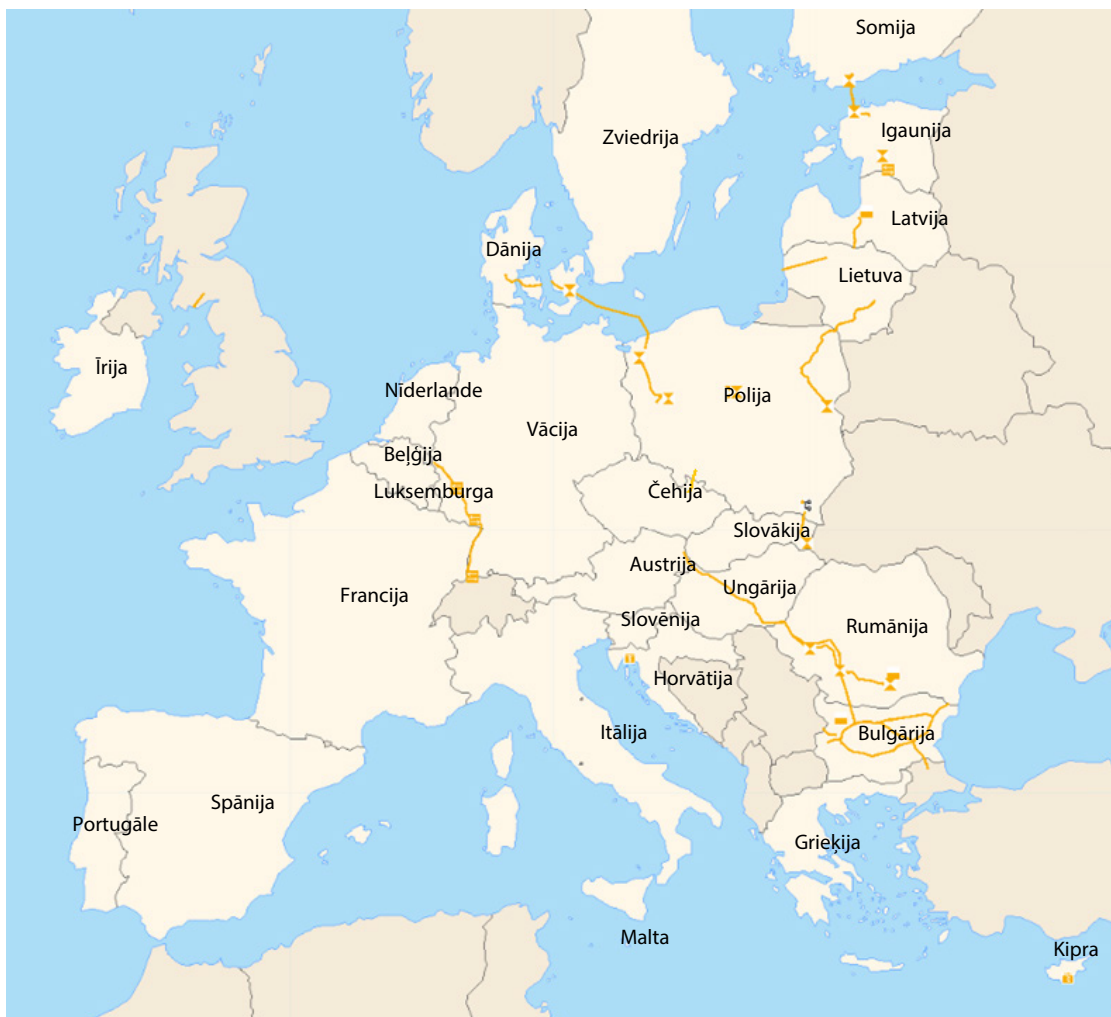 Somija
Zviedrija
Igaunija
Latvija
Dānija
Lietuva
Īrija
Nīderlande
Polija
Vācija
Beļģija
Luksemburga
Čehija
Slovākija
Austrija
Ungārija
Francija
Slovēnija
Rumānija
Horvātija
Itālija
Bulgārija
Spānija
Portugāle
Grieķija
Malta
Kipra